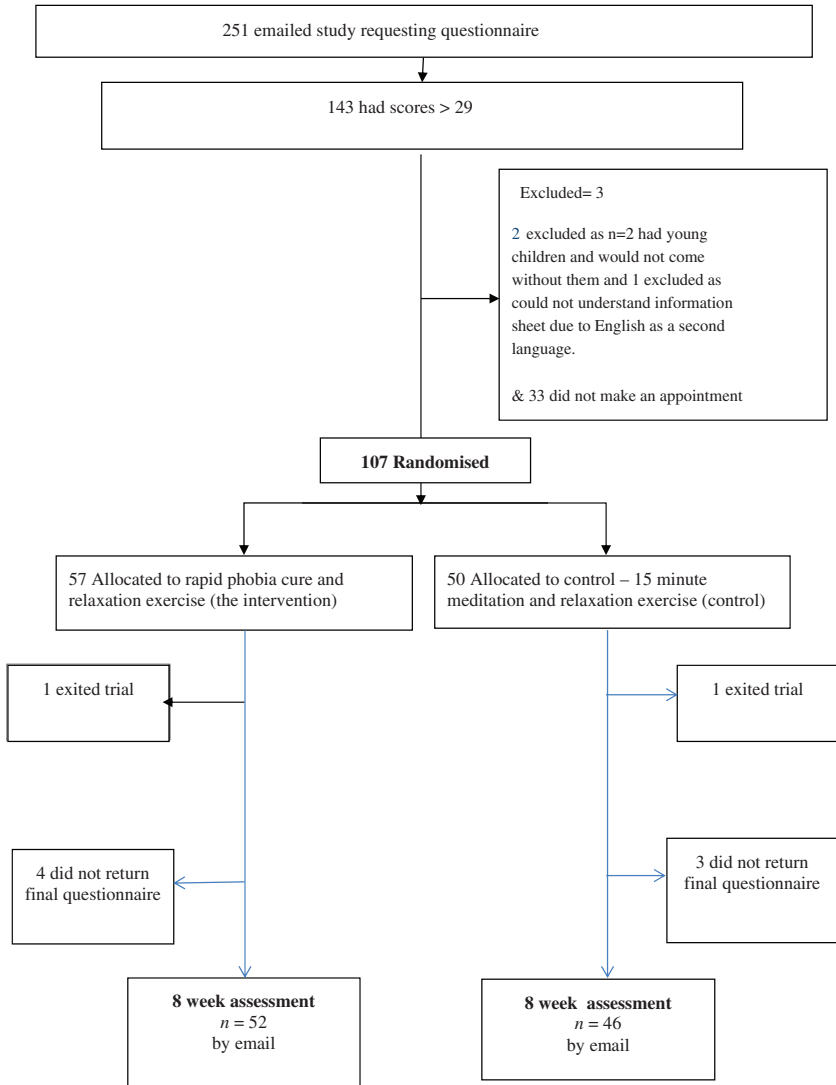 251 emailed study requesting questionnaire
143 had scores > 29
Excluded= 3
2 excluded as n=2 had young
children and would not come
without them and 1 excluded as
could not understand information
sheet due to English as a second
language.
& 33 did not make an appointment
107 Randomised
57 Allocated to rapid phobia cure and
relaxation exercise (the intervention)
50 Allocated to control – 15 minute
meditation and relaxation exercise (control)
1 exited trial
1 exited trial
4 did not return
final questionnaire
3 did not return
final questionnaire
8 week assessment
n = 52
by email
8 week assessment
n = 46
by email